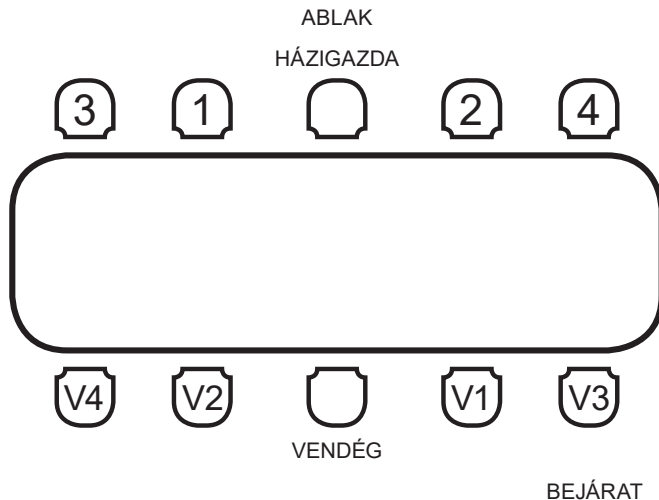 ABLAK
HÁZIGAZDA
3 1 2 4
V4 V2 V1 V3
VENDÉG
BEJÁRAT